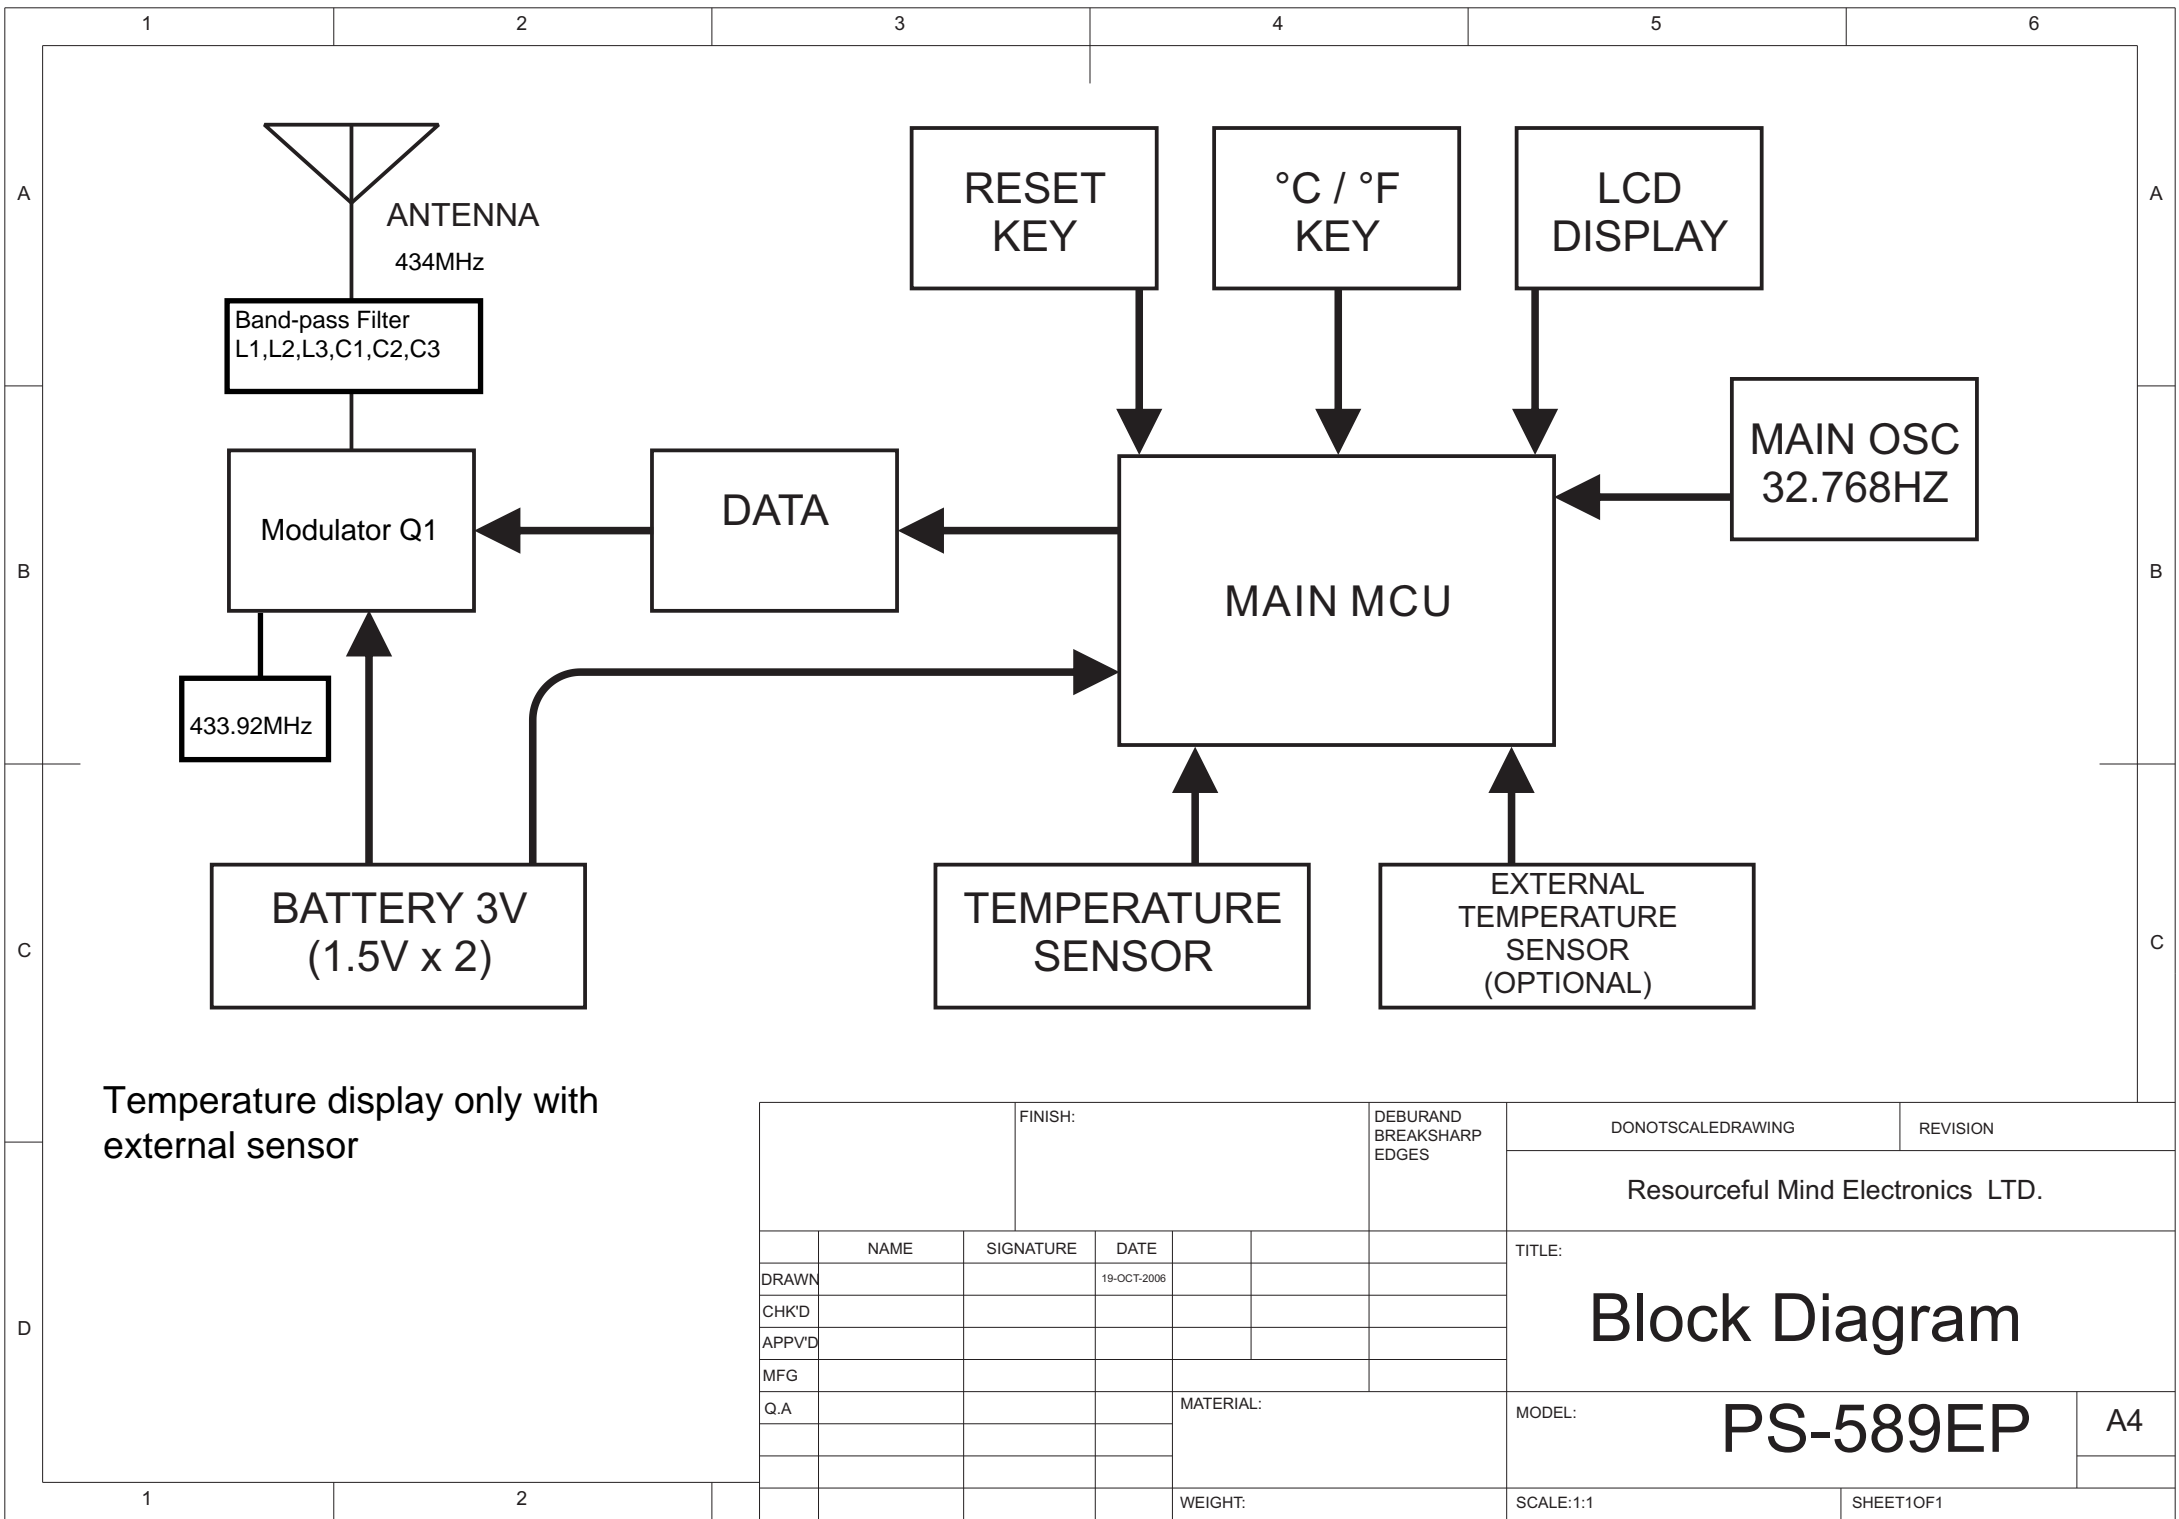 1 2 3 4 5 6
A
A
ANTENNA
434MHz
Band-pass Filter
L1,L2,L3,C1,C2,C3
RESET
KEY
°C / °F
KEY
LCD
DISPLAY
MAIN OSC
32.768HZ
Modulator Q1
DATA
MAIN MCU
B
B
433.92MHz
BATTERY 3V
(1.5V x 2)
TEMPERATURE
SENSOR
EXTERNAL
TEMPERATURE
SENSOR
(OPTIONAL)
C
C
Temperature display only with
external sensor
D
1 2
FINISH:
DEBURAND
BREAKSHARP
EDGES
DONOTSCALEDRAWING
REVISION
Resourceful Mind Electronics LTD.
NAME SIGNATURE DATE
DRAWN 19-OCT-2006
CHK'D
APPV'D
MFG
Q.A
TITLE:
Block Diagram
MATERIAL:
MODEL:
PS-589EP
A4
WEIGHT:
SCALE:1:1
SHEET1OF1